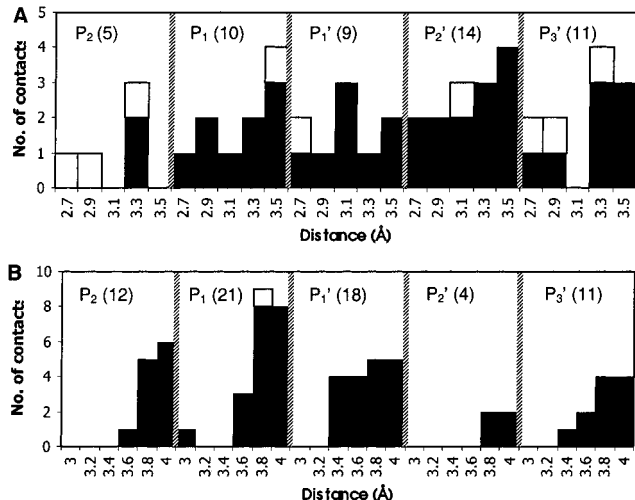 A
5
4
3
2
1
0
No. of contacts
P₂ (5)
P₁ (10)
P₁' (9)
P₂' (14)
P₃' (11)
2.7 2.9 3.1 3.3 3.5 2.7 2.9 3.1 3.3 3.5 2.7 2.9 3.1 3.3 3.5 2.7 2.9 3.1 3.3 3.5 2.7 2.9 3.1 3.3 3.5
Distance (Å)
B
10
8
6
4
2
0
No. of contacts
P₂ (12)
P₁ (21)
P₁' (18)
P₂' (4)
P₃' (11)
3 3.2 3.4 3.6 3.8 4 3 3.2 3.4 3.6 3.8 4 3 3.2 3.4 3.6 3.8 4 3 3.2 3.4 3.6 3.8 4 3 3.2 3.4 3.6 3.8 4
Distance (Å)